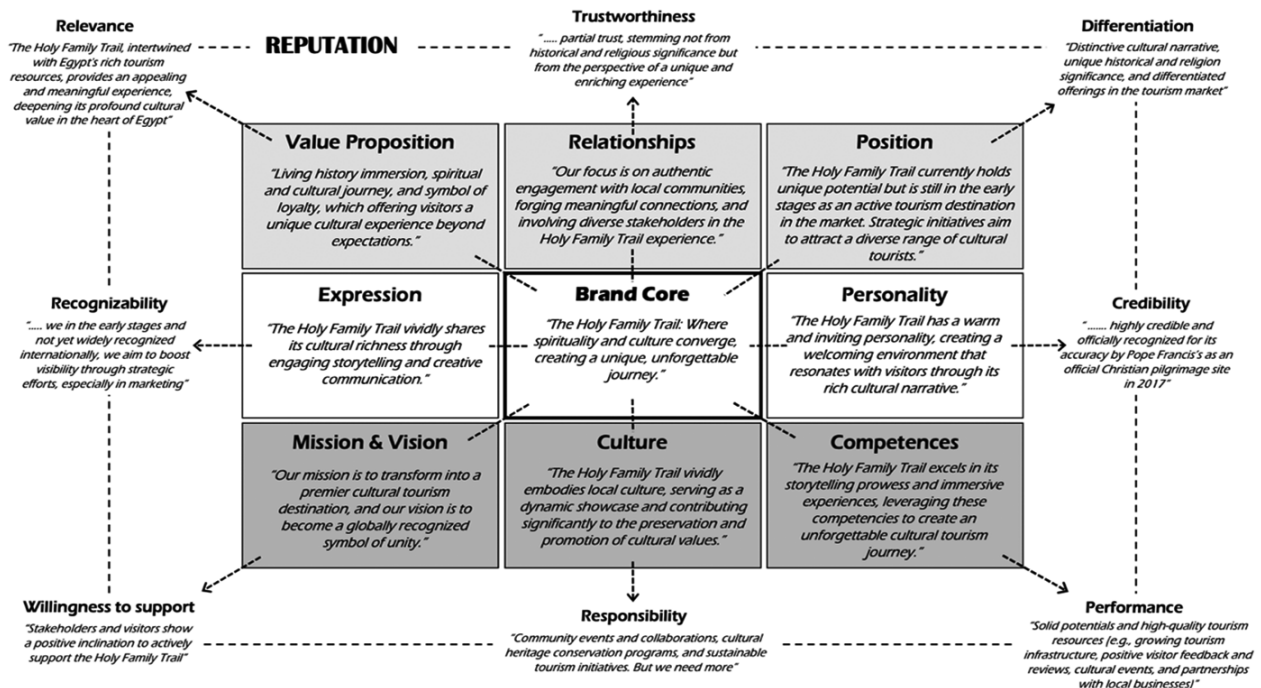 Relevance
"The Holy Family Trail, intertwined
with Egypt's rich tourism
resources, provides an appealing
and meaningful experience,
deepening its profound cultural
value in the heart of Egypt"
REPUTATION
Trustworthiness
"..... partial trust, stemming not from
historical and religious significance but
from the perspective of a unique and
enriching experience"
Differentiation
"Distinctive cultural narrative,
unique historical and religion
significance, and differentiated
offerings in the tourism market"
Value Proposition
"Living history immersion, spiritual
and cultural journey, and symbol of
loyalty, which offering visitors a
unique cultural experience beyond
expectations."
Relationships
"Our focus is on authentic
engagement with local communities,
forging meaningful connections, and
involving diverse stakeholders in the
Holy Family Trail experience."
Position
"The Holy Family Trail currently holds
unique potential but is still in the early
stages as an active tourism destination
in the market. Strategic initiatives aim
to attract a diverse range of cultural
tourists."
Recognizability
"..... we in the early stages and
not yet widely recognized
internationally, we aim to boost
visibility through strategic
efforts, especially in marketing"
Expression
"The Holy Family Trail vividly shares
its cultural richness through
engaging storytelling and creative
communication."
Brand Core
"The Holy Family Trail: Where
spirituality and culture converge,
creating a unique, unforgettable
journey."
Personality
"The Holy Family Trail has a warm
and inviting personality, creating a
welcoming environment that
resonates with visitors through its
rich cultural narrative."
Credibility
"....... highly credible and
officially recognized for its
accuracy by Pope Francis's as an
official Christian pilgrimage site
in 2017"
Mission & Vision
"Our mission is to transform into a
premier cultural tourism
destination, and our vision is to
become a globally recognized
symbol of unity."
Culture
"The Holy Family Trail vividly
embodies local culture, serving as a
dynamic showcase and contributing
significantly to the preservation and
promotion of cultural values."
Competences
"The Holy Family Trail excels in its
storytelling prowess and immersive
experiences, leveraging these
competencies to create an
unforgettable cultural tourism
journey."
Willingness to support
"Stakeholders and visitors show
a positive inclination to actively
support the Holy Family Trail"
Responsibility
"Community events and collaborations, cultural
heritage conservation programs, and sustainable
tourism initiatives. But we need more"
Performance
"Solid potentials and high-quality tourism
resources (e.g., growing tourism
infrastructure, positive visitor feedback and
reviews, cultural events, and partnerships
with local businesses)"